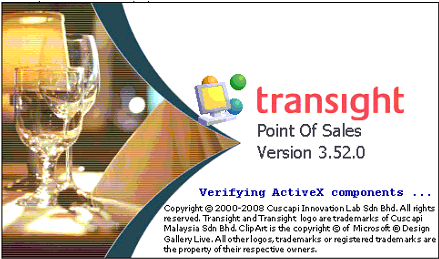 transight
Point Of Sales
Version 3.52.0
Verifying ActiveX components ...
Copyright © 2000-2008 Cuscapi Innovation Lab Sdn Bhd. All rights
reserved. Transight and Transight logo are trademarks of Cuscapi
Malaysia Sdn Bhd. ClipArt is the copyright © of Microsoft ® Design
Gallery Live. All other logos, trademarks or registered trademarks are
the property of their respective owners.